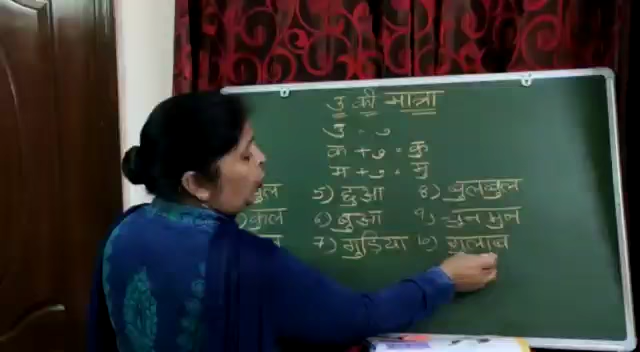 उ की मात्रा
उ - ु
क + ु = कु
म + ु = मु
5) हुआ 8) बुलबुल
कुल 6) बुआ 9) चुन मुन
7) गुडिया 10) गुलाब